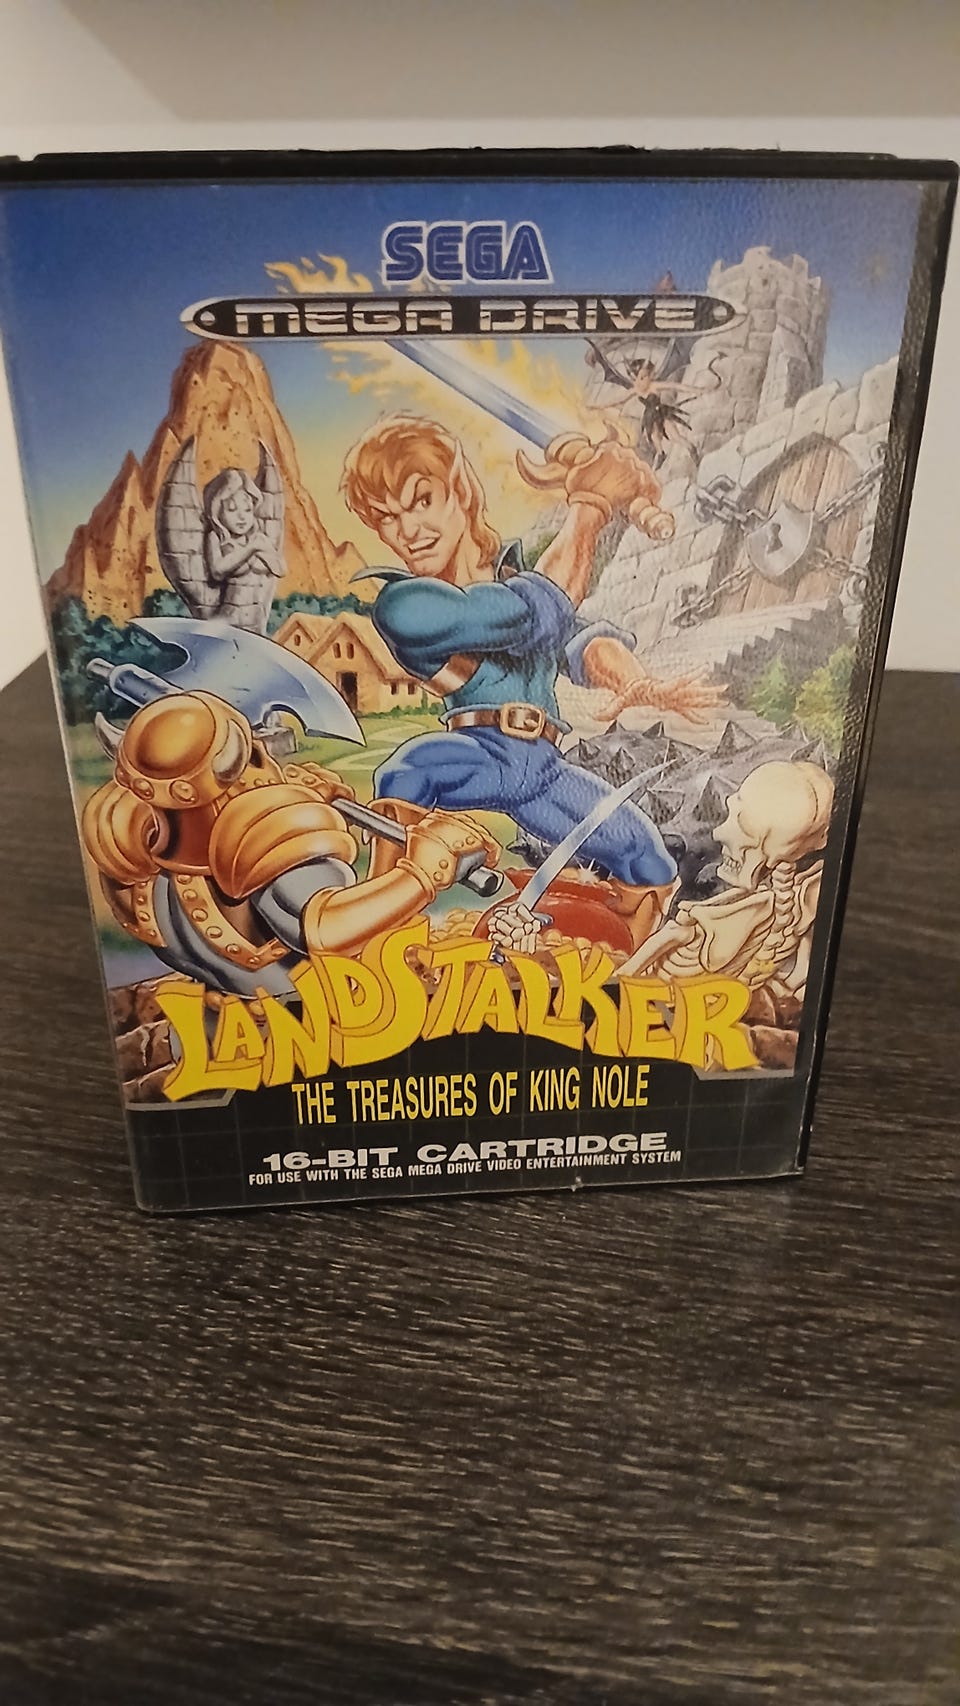 SEGA
MEGA DRIVE
LANDSTALKER
THE TREASURES OF KING NOLE
16-BIT CARTRIDGE
FOR USE WITH THE SEGA MEGA DRIVE VIDEO ENTERTAINMENT SYSTEM